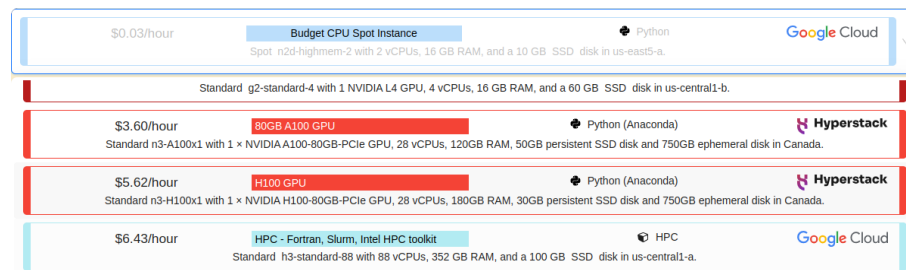 $0.03/hour Budget CPU Spot Instance Python Google Cloud
Spot n2d-highmem-2 with 2 vCPUs, 16 GB RAM, and a 10 GB SSD disk in us-east5-a.
Standard g2-standard-4 with 1 NVIDIA L4 GPU, 4 vCPUs, 16 GB RAM, and a 60 GB SSD disk in us-central1-b.
$3.60/hour 80GB A100 GPU Python (Anaconda) Hyperstack
Standard n3-A100x1 with 1 × NVIDIA A100-80GB-PCIe GPU, 28 vCPUs, 120GB RAM, 50GB persistent SSD disk and 750GB ephemeral disk in Canada.
$5.62/hour H100 GPU Python (Anaconda) Hyperstack
Standard n3-H100x1 with 1 × NVIDIA H100-80GB-PCIe GPU, 28 vCPUs, 180GB RAM, 30GB persistent SSD disk and 750GB ephemeral disk in Canada.
$6.43/hour HPC - Fortran, Slurm, Intel HPC toolkit HPC Google Cloud
Standard h3-standard-88 with 88 vCPUs, 352 GB RAM, and a 100 GB SSD disk in us-central1-a.